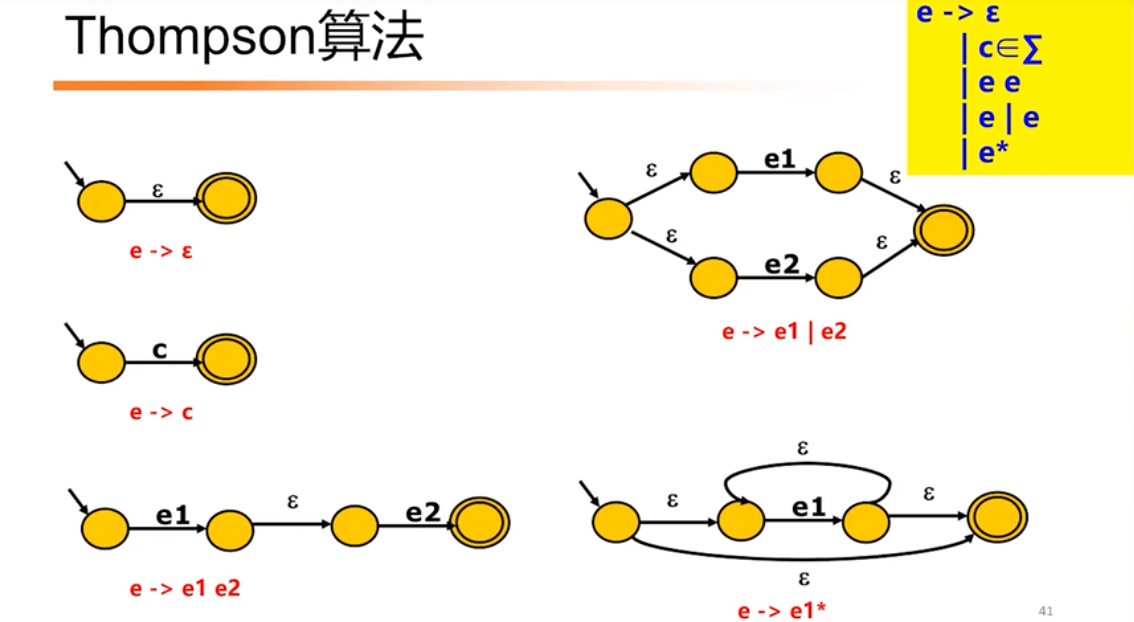 Thompson算法
e -> ε
| c∈∑
| e e
| e | e
| e*
ε
e -> ε
c
e -> c
e1 ε e2
e -> e1 e2
ε e1 ε
ε e2 ε
e -> e1 | e2
ε
ε e1 ε
ε
e -> e1*
41